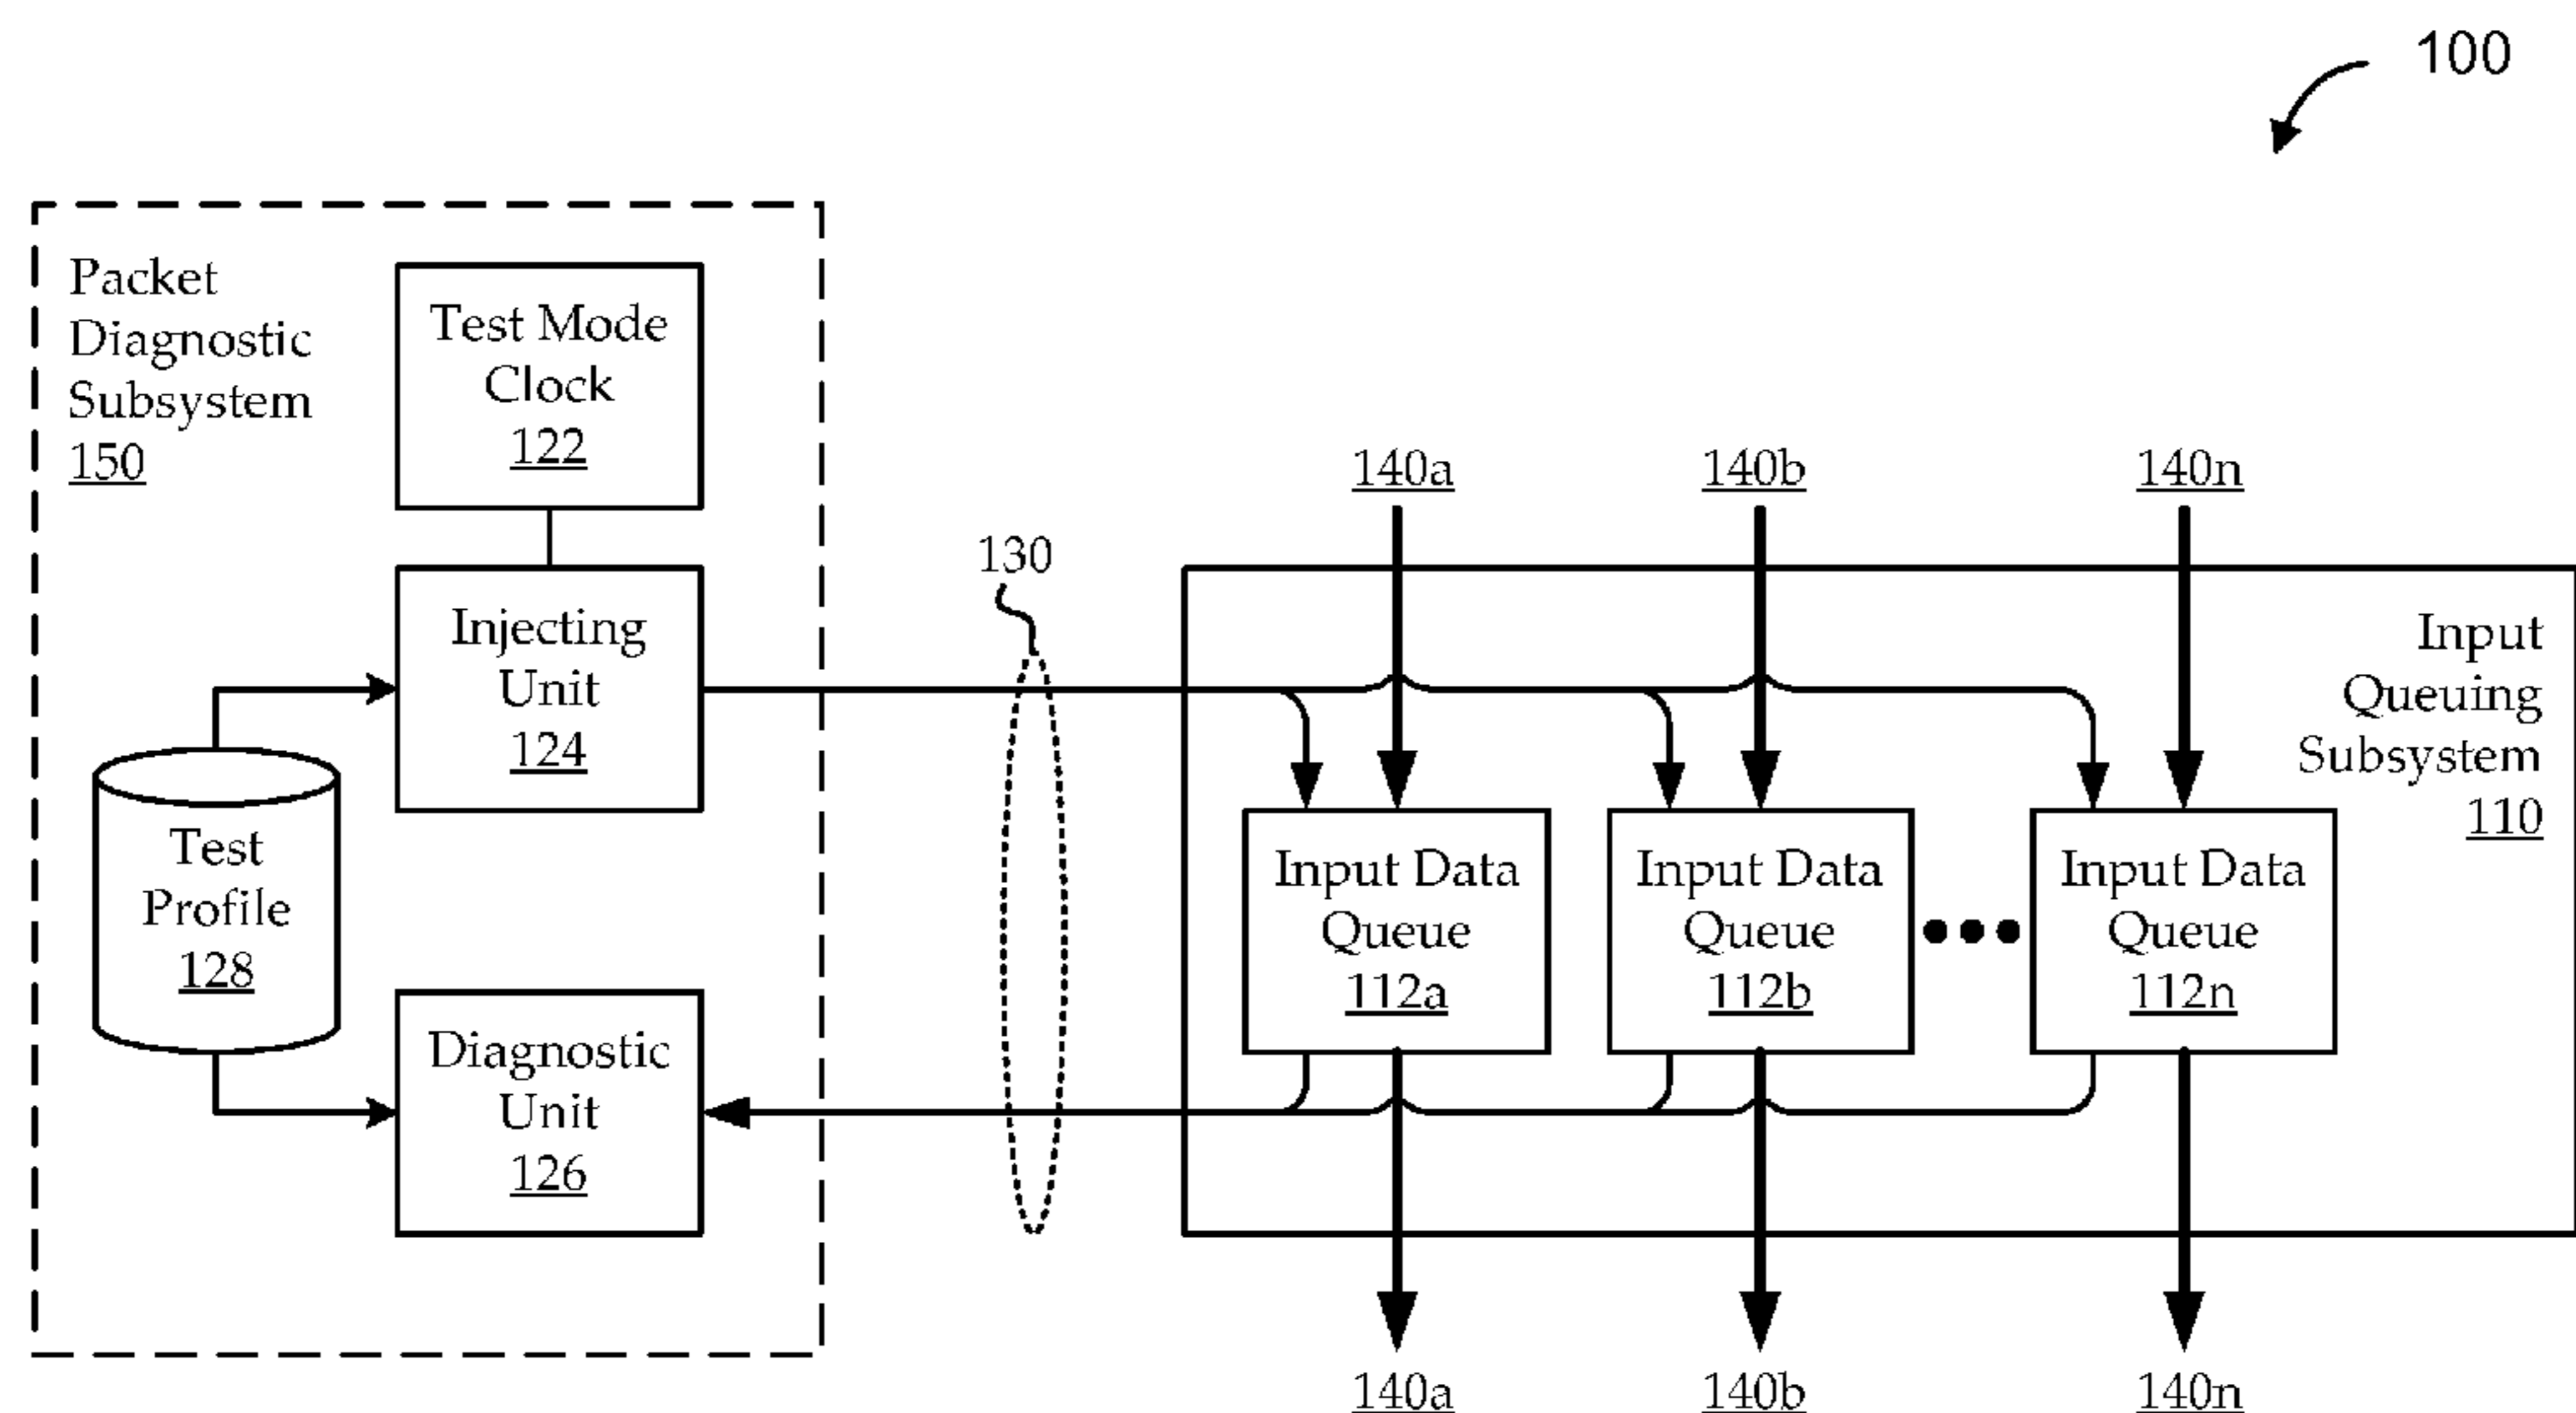 100
Packet
Diagnostic
Subsystem
150
Test Mode
Clock
122
Injecting
Unit
124
Test
Profile
128
Diagnostic
Unit
126
130
140a
140b
140n
Input
Queuing
Subsystem
110
Input Data
Queue
112a
Input Data
Queue
112b
Input Data
Queue
112n
140a
140b
140n